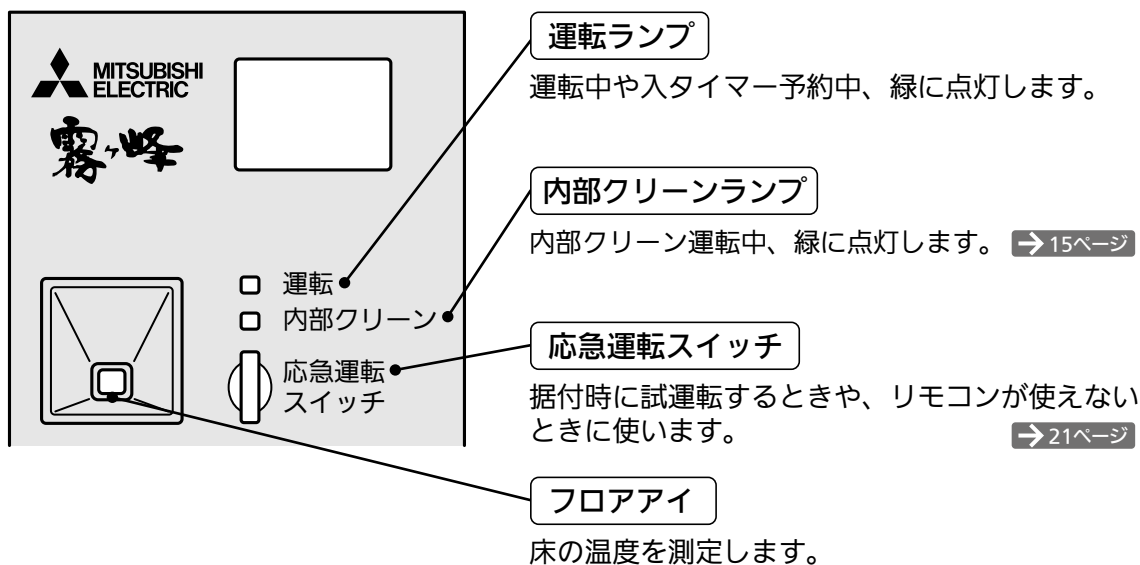 MITSUBISHI
ELECTRIC
霧ヶ峰
運転
内部クリーン
応急運転
スイッチ
運転ランプ
運転中や入タイマー予約中、緑に点灯します。
内部クリーンランプ
内部クリーン運転中、緑に点灯します。 →15ページ
応急運転スイッチ
据付時に試運転するときや、リモコンが使えない
ときに使います。 →21ページ
フロアアイ
床の温度を測定します。